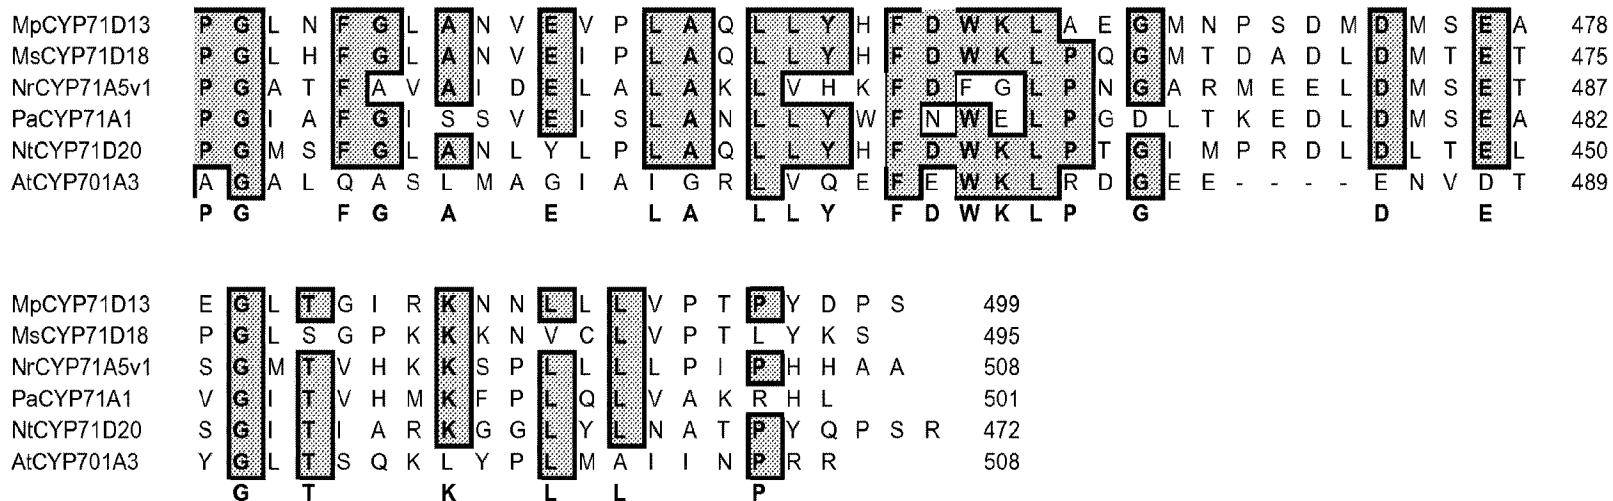 MpCYP71D13 P G L N F G L A N V E V P L A Q L L Y H F D W K L A E G M N P S D M D M S E A 478
MsCYP71D18 P G L H F G L A N V E I P L A Q L L Y H F D W K L P Q G M T D A D L D M T E T 475
NrCYP71A5v1 P G A T F A V A I D E L A L A K L V H K F D F G L P N G A R M E E L D M S E T 487
PaCYP71A1 P G I A F G I S S V E I S L A N L L Y W F N W E L P G D L T K E D L D M S E A 482
NtCYP71D20 P G M S F G L A N L Y L P L A Q L L Y H F D W K L P T G I M P R D L D L T E L 450
AtCYP701A3 A G A L Q A S L M A G I A I G R L V Q E F E W K L R D G E E - - - - E N V D T 489
P G F G A E L A L L Y F D W K L P G D E
MpCYP71D13 E G L T G I R K N N L L L V P T P Y D P S 499
MsCYP71D18 P G L S G P K K K N V C L V P T L Y K S 495
NrCYP71A5v1 S G M T V H K K S P L L L L P I P H H A A 508
PaCYP71A1 V G I T V H M K F P L Q L V A K R H L 501
NtCYP71D20 S G I T I A R K G G L Y L N A T P Y Q P S R 472
AtCYP701A3 Y G L T S Q K L Y P L M A I I N P R R 508
G T K L L P